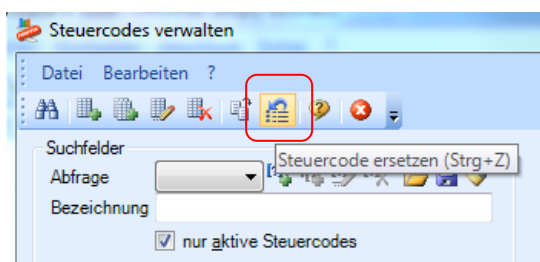 Steuercodes verwalten
Datei Bearbeiten ?
Suchfelder
Steuercode ersetzen (Strg+Z)
Abfrage
Bezeichnung
nur aktive Steuercodes